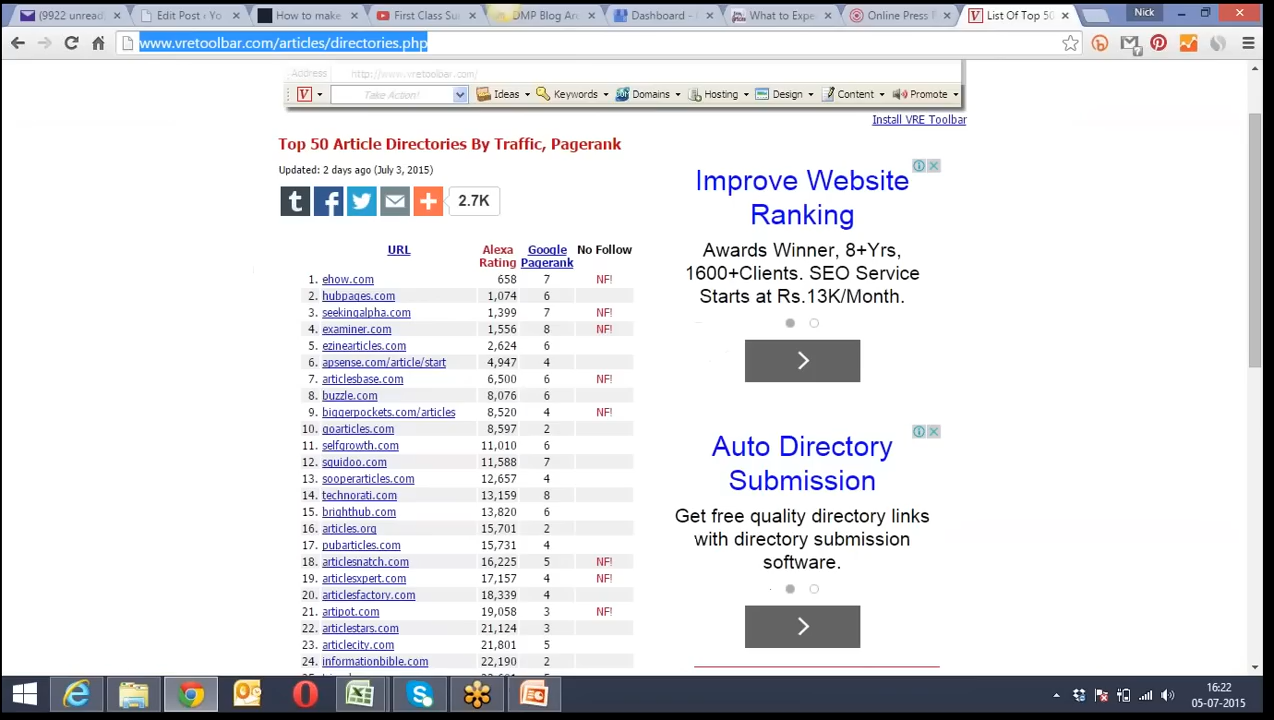 (9922 unread)
Edit Post ‹ Yo
How to make
First Class Su
DMP Blog Ar
Dashboard ‹
What to Expe
Online Press R
List Of Top 50
Nick
www.vretoolbar.com/articles/directories.php
Address http://www.vretoolbar.com/
V Take Action! Ideas Keywords Domains Hosting Design Content Promote
Install VRE Toolbar
Top 50 Article Directories By Traffic, Pagerank
Updated: 2 days ago (July 3, 2015)
2.7K
URL Alexa Rating Google Pagerank No Follow
1. ehow.com 658 7 NF!
2. hubpages.com 1,074 6
3. seekingalpha.com 1,399 7 NF!
4. examiner.com 1,556 8 NF!
5. ezinearticles.com 2,624 6
6. apsense.com/article/start 4,947 4
7. articlesbase.com 6,500 6 NF!
8. buzzle.com 8,076 6
9. biggerpockets.com/articles 8,520 4 NF!
10. goarticles.com 8,597 2
11. selfgrowth.com 11,010 6
12. squidoo.com 11,588 7
13. sooperarticles.com 12,657 4
14. technorati.com 13,159 8
15. brighthub.com 13,820 6
16. articles.org 15,701 2
17. pubarticles.com 15,731 4
18. articlesnatch.com 16,225 5 NF!
19. articlesxpert.com 17,157 4 NF!
20. articlesfactory.com 18,339 4
21. artipot.com 19,058 3 NF!
22. articlestars.com 21,124 3
23. articlecity.com 21,801 5
24. informationbible.com 22,190 2
Improve Website
Ranking
Awards Winner, 8+Yrs,
1600+Clients. SEO Service
Starts at Rs.13K/Month.
Auto Directory
Submission
Get free quality directory links
with directory submission
software.
16:22
05-07-2015